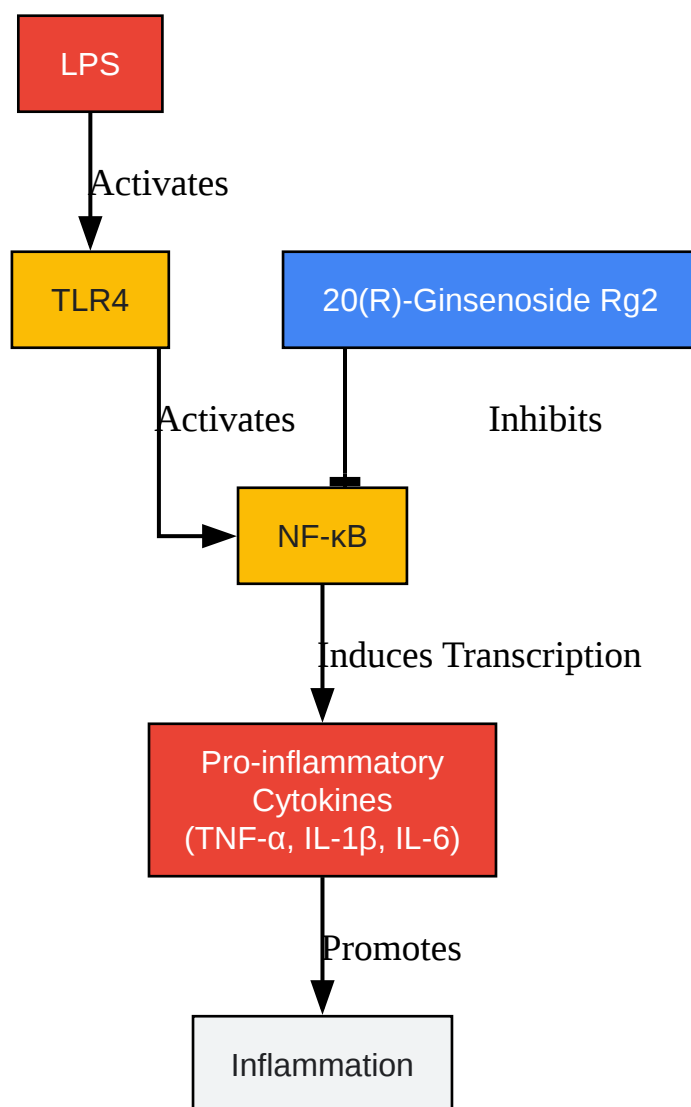 LPS
Activates
TLR4
20(R)-Ginsenoside Rg2
Activates
Inhibits
NF-κB
Induces Transcription
Pro-inflammatory
Cytokines
(TNF-α, IL-1β, IL-6)
Promotes
Inflammation